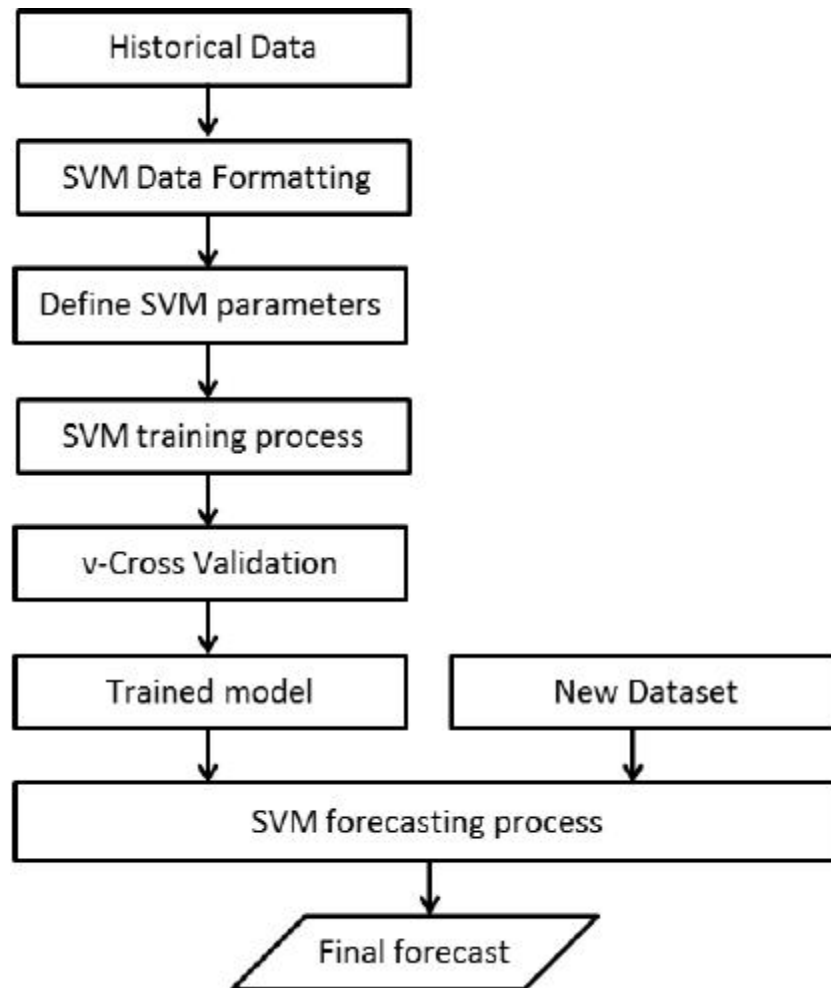 Historical Data
SVM Data Formatting
Define SVM parameters
SVM training process
v-Cross Validation
Trained model
New Dataset
SVM forecasting process
Final forecast